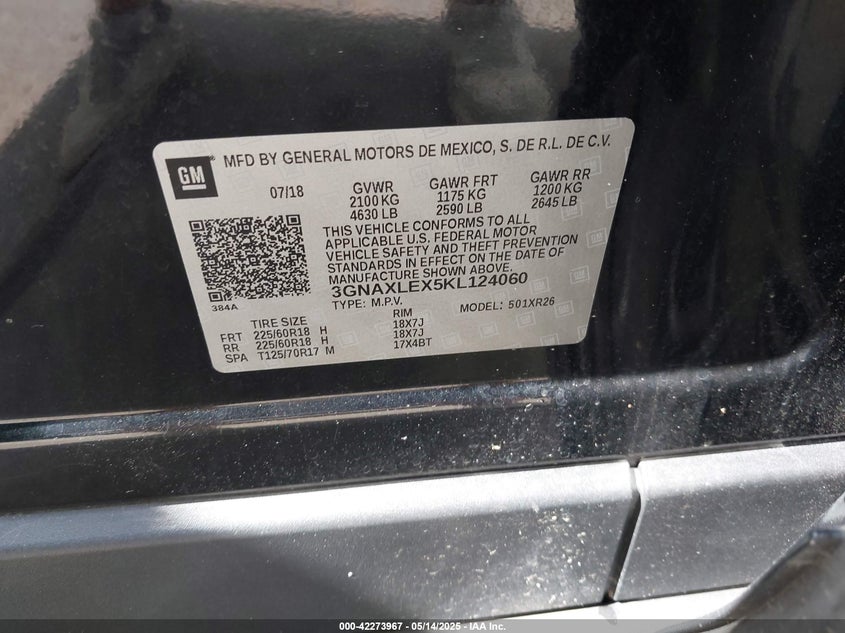 GM
MFD BY GENERAL MOTORS DE MEXICO, S. DE R.L. DE C.V.
07/18 GVWR GAWR FRT GAWR RR
2100 KG 1175 KG 1200 KG
4630 LB 2590 LB 2645 LB
THIS VEHICLE CONFORMS TO ALL
APPLICABLE U.S. FEDERAL MOTOR
VEHICLE SAFETY AND THEFT PREVENTION
STANDARDS IN EFFECT ON THE DATE OF
MANUFACTURE SHOWN ABOVE.
384A
3GNAXLEX5KL124060
TYPE: M.P.V. MODEL: 501XR26
TIRE SIZE RIM
FRT 225/60R18 H 18X7J
RR 225/60R18 H 18X7J
SPA T125/70R17 M 17X4BT
000-42273967 - 05/14/2025 - IAA Inc.